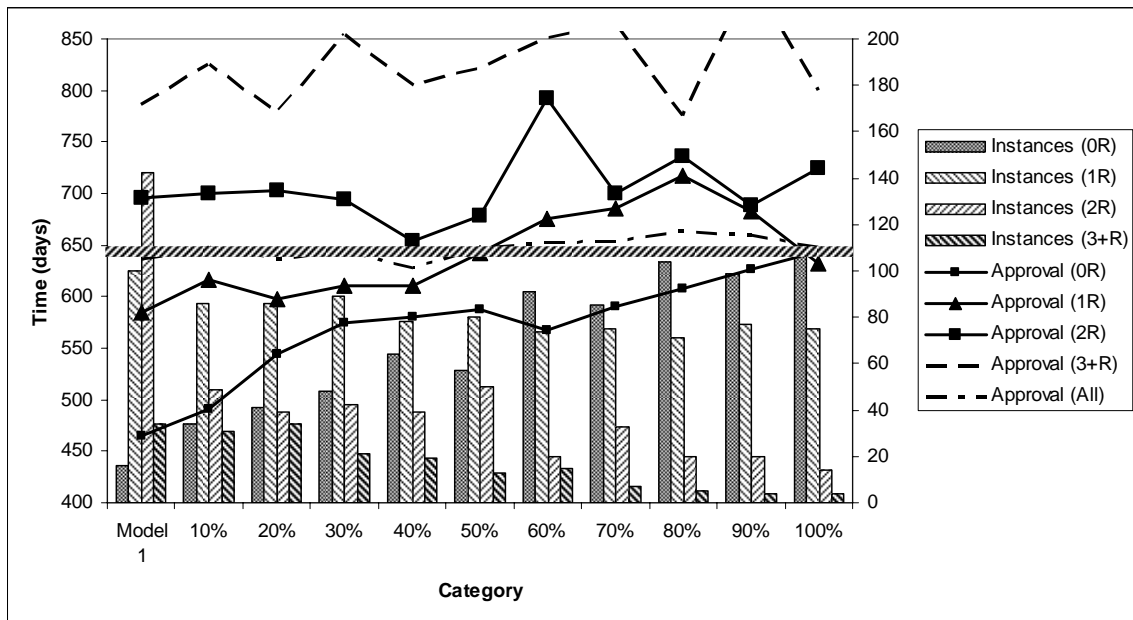 850
800
750
700
650
600
550
500
450
400
Time (days)
200
180
160
140
120
100
80
60
40
20
0
Model 1
10%
20%
30%
40%
50%
60%
70%
80%
90%
100%
Category
Instances (0R)
Instances (1R)
Instances (2R)
Instances (3+R)
Approval (0R)
Approval (1R)
Approval (2R)
Approval (3+R)
Approval (All)